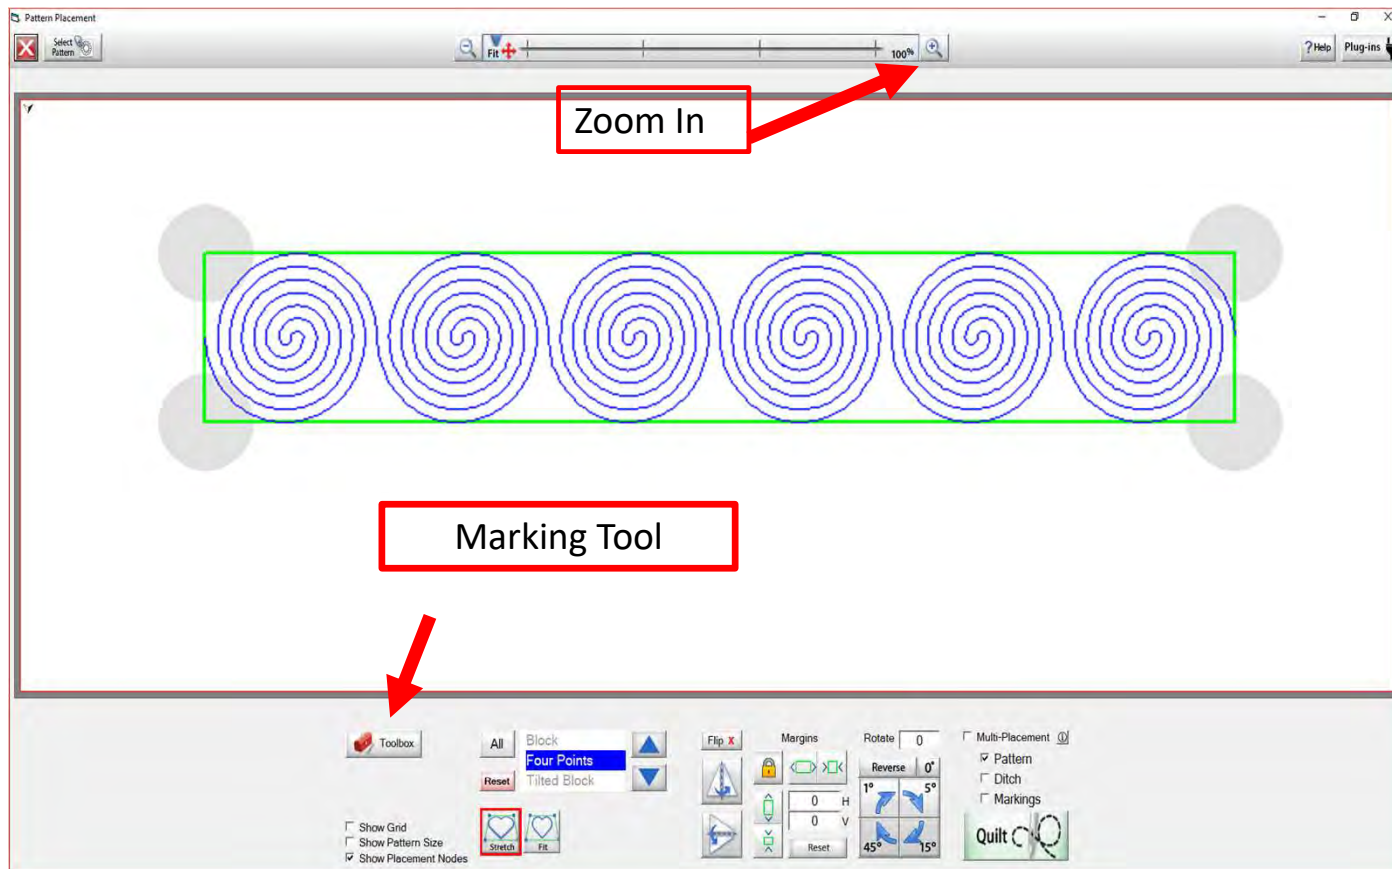 Pattern Placement
Select
Pattern
Fit
100%
?Help
Plug-ins
Zoom In
Marking Tool
Toolbox
All
Reset
Block
Four Points
Tilted Block
Stretch
Fit
Show Grid
Show Pattern Size
Show Placement Nodes
Flip X
Margins
0 H
0 V
Reset
Rotate 0
Reverse 0°
1° 5°
45° 15°
Multi-Placement
Pattern
Ditch
Markings
Quilt